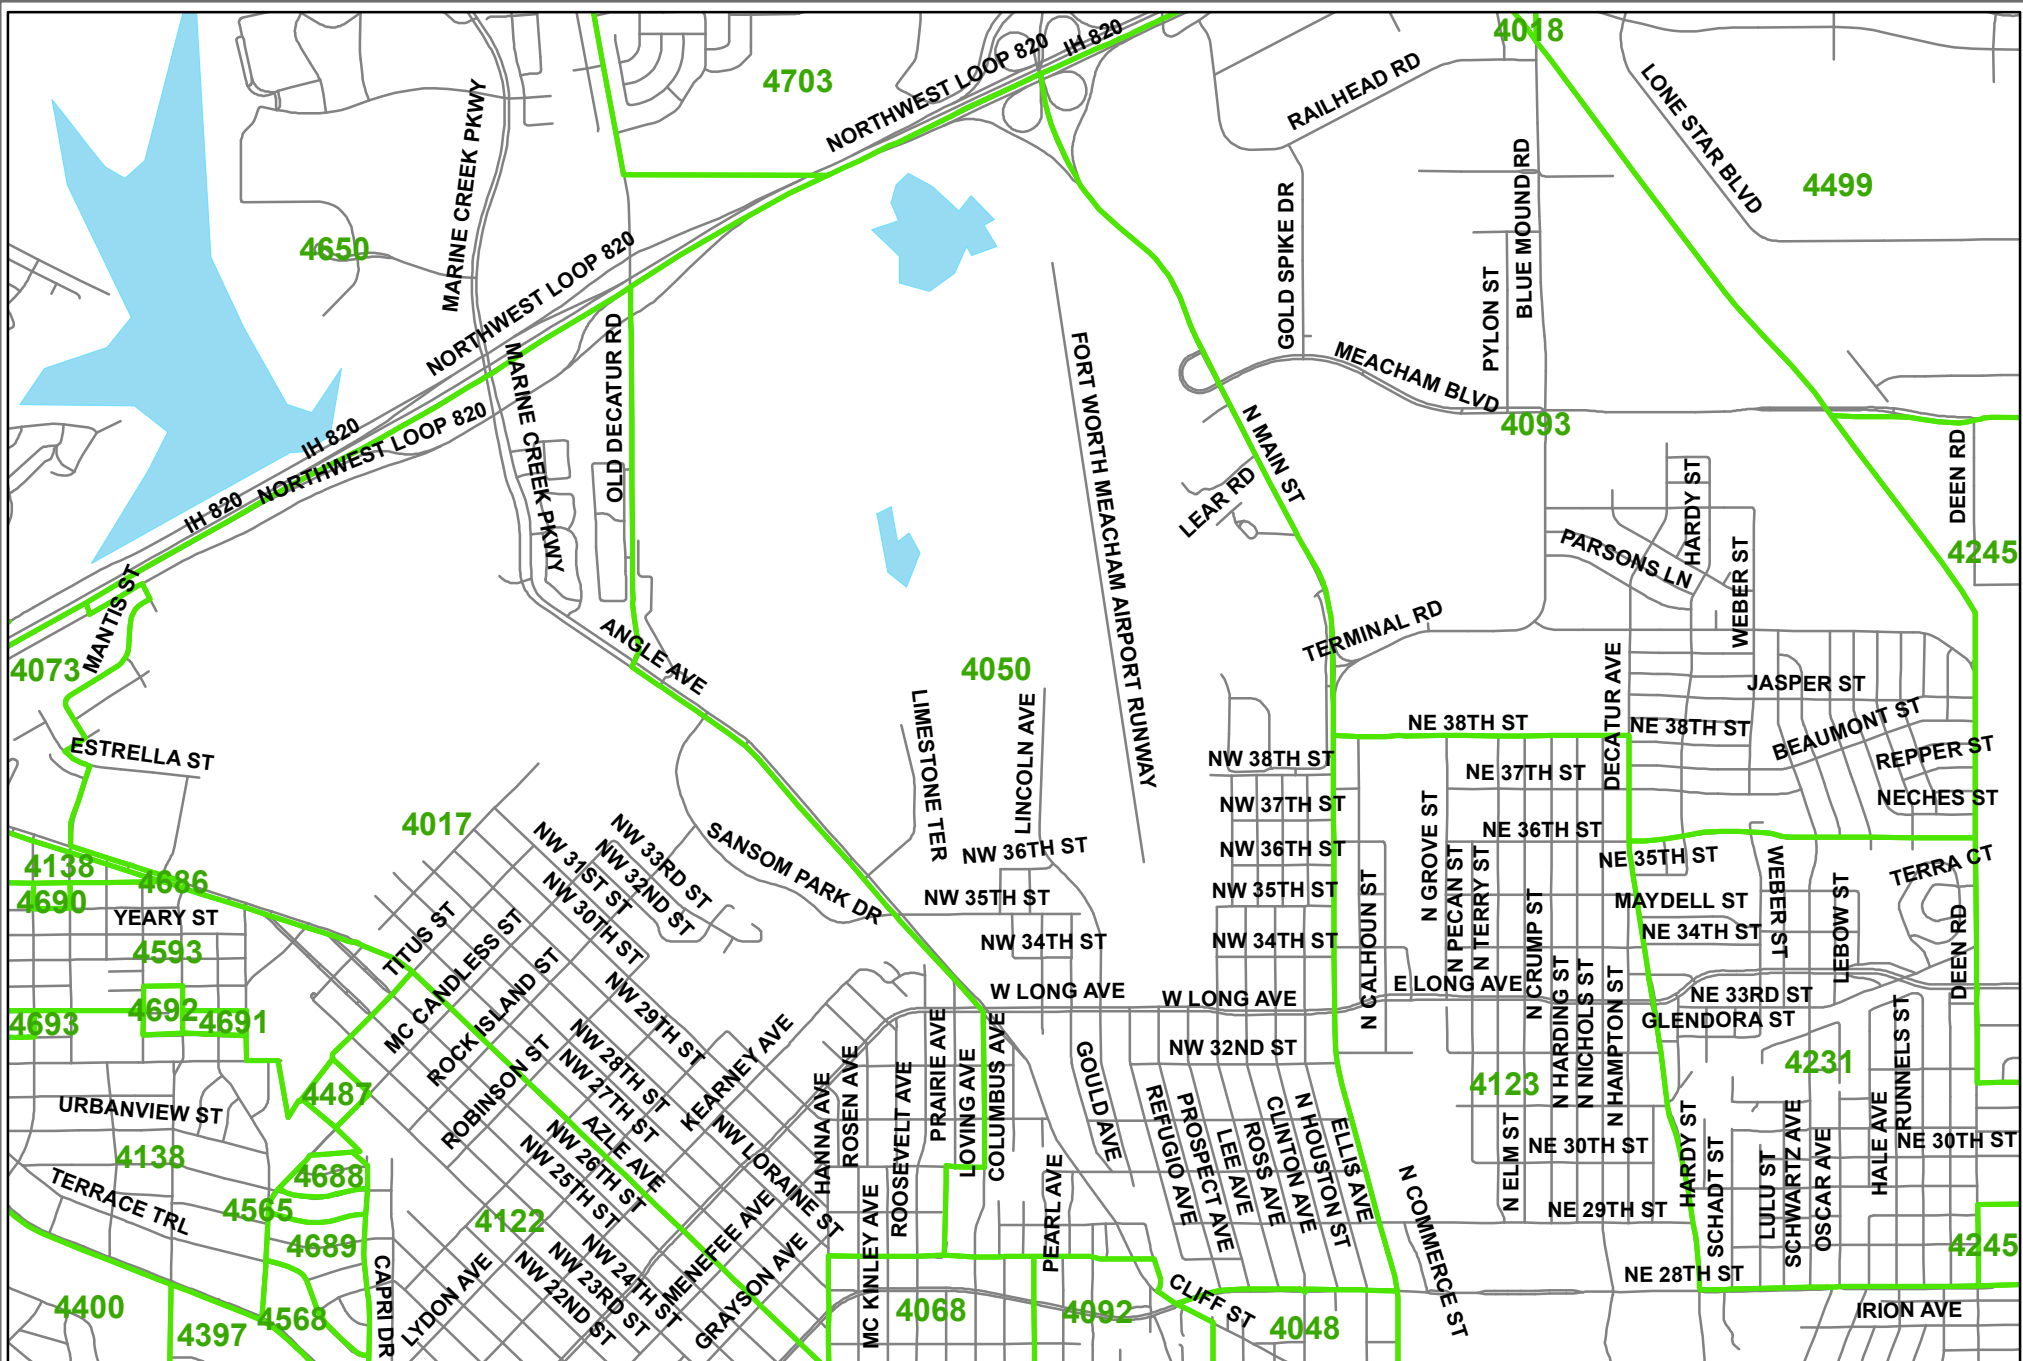 4018
4703
NORTHWEST LOOP 820
IH 820
RAILHEAD RD
LONE STAR BLVD
MARINE CREEK PKWY
BLUE MOUND RD
4499
4650
GOLD SPIKE DR
NORTHWEST LOOP 820
PYLON ST
OLD DECATUR RD
FORT WORTH MEACHAM AIRPORT RUNWAY
MEACHAM BLVD
MARINE CREEK PKWY
4093
N MAIN ST
IH 820
NORTHWEST LOOP 820
IH 820
DEEN RD
HARDY ST
LEAR RD
PARSONS LN
4245
WEBER ST
MANTIS ST
TERMINAL RD
ANGLE AVE
4073
4050
DECATUR AVE
JASPER ST
LIMESTONE TER
LINCOLN AVE
NE 38TH ST
NE 38TH ST
BEAUMONT ST
REPPER ST
ESTRELLA ST
NW 38TH ST
NE 37TH ST
NW 37TH ST
N GROVE ST
NECHES ST
4017
NW 33RD ST
NW 32ND ST
NW 31ST ST
NW 30TH ST
SANSOM PARK DR
NW 36TH ST
NW 36TH ST
NE 36TH ST
NE 35TH ST
TERRA CT
4138
4686
4690
YEARY ST
4593
NW 35TH ST
NW 35TH ST
N CALHOUN ST
N PECAN ST
N TERRY ST
N CRUMP ST
MAYDELL ST
WEBER ST
LEBOW ST
DEEN RD
TITUS ST
MC CANDLESS ST
ROCK ISLAND ST
NW 34TH ST
NW 34TH ST
NE 34TH ST
W LONG AVE
W LONG AVE
E LONG AVE
NE 33RD ST
GLENDORA ST
4692
4693
4691
NW 29TH ST
NW 28TH ST
NW 27TH ST
KEARNEY AVE
ROBINSON ST
N HARDING ST
N NICHOLS ST
N HAMPTON ST
RUNNELS ST
NW 32ND ST
4231
4123
4487
URBANVIEW ST
HANNA AVE
ROSEN AVE
ROOSEVELT AVE
PRAIRIE AVE
LOVING AVE
COLUMBUS AVE
GOULD AVE
REFUGIO AVE
PROSPECT AVE
LEE AVE
ROSS AVE
CLINTON AVE
N HOUSTON ST
ELLIS AVE
N ELM ST
NE 30TH ST
NE 30TH ST
HARDY ST
SCHADT ST
LULU ST
SCHWARTZ AVE
OSCAR AVE
HALE AVE
4138
TERRACE TRL
4688
4565
4689
AZLE AVE
NW LORAINE ST
NW 26TH ST
NW 25TH ST
4122
NW 24TH ST
NW 23RD ST
NW 22ND ST
MENEFEE AVE
GRAYSON AVE
LYDON AVE
CAPRI DR
PEARL AVE
MC KINLEY AVE
N COMMERCE ST
NE 29TH ST
NE 28TH ST
4245
4400
4397
4568
4068
4092
CLIFF ST
4048
IRION AVE